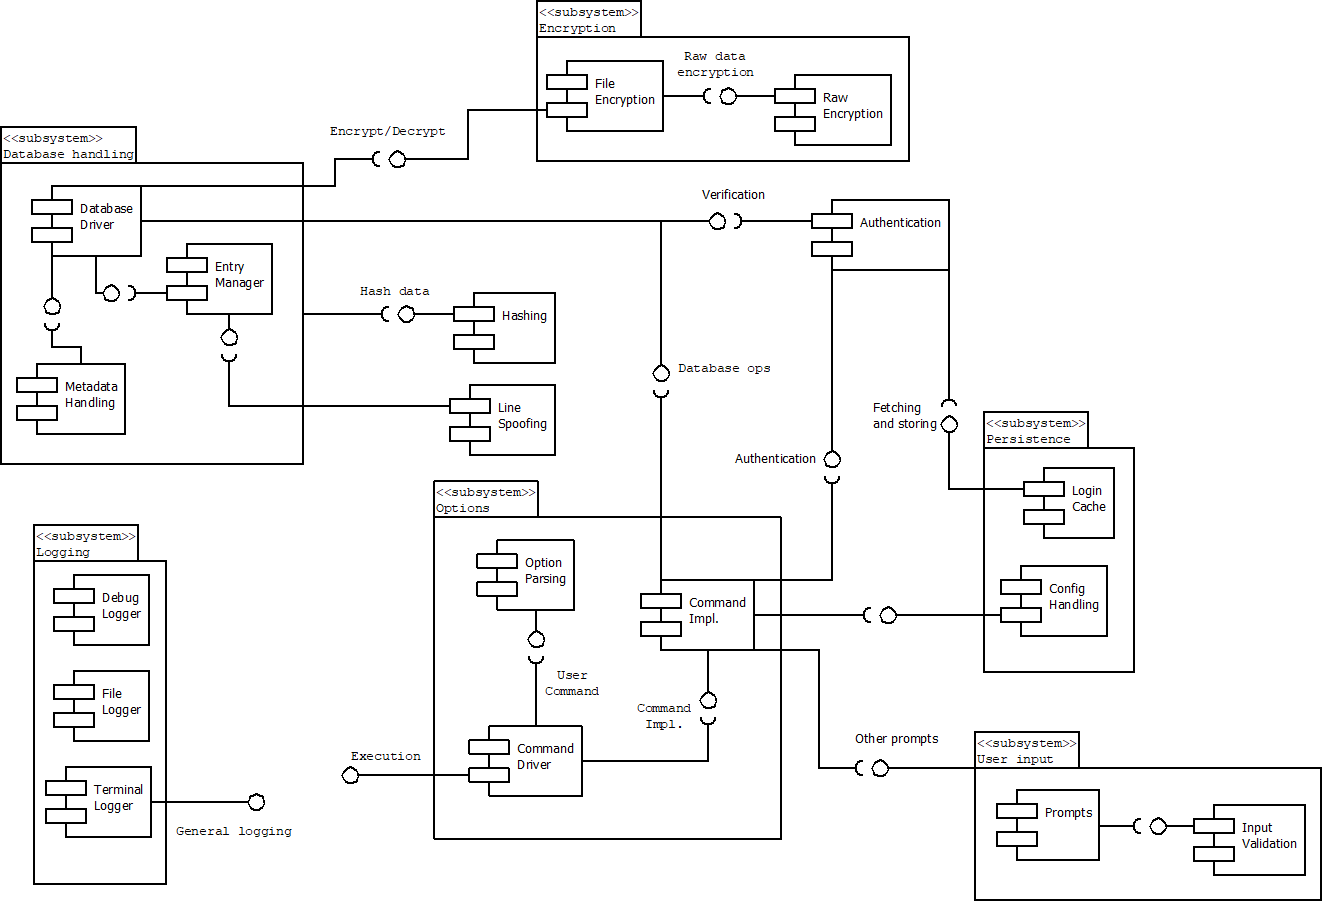 <<subsystem>>
Encryption
Raw data
encryption
File
Encryption
Raw
Encryption
Encrypt/Decrypt
<<subsystem>>
Database handling
Database
Driver
Entry
Manager
Metadata
Handling
Verification
Authentication
Hash data
Hashing
Line
Spoofing
Database ops
Fetching
and storing
Authentication
<<subsystem>>
Persistence
Login
Cache
Config
Handling
<<subsystem>>
Options
Option
Parsing
Command
Impl.
User
Command
Command
Impl.
Command
Driver
Execution
<<subsystem>>
Logging
Debug
Logger
File
Logger
Terminal
Logger
General logging
Other prompts
<<subsystem>>
User input
Prompts
Input
Validation